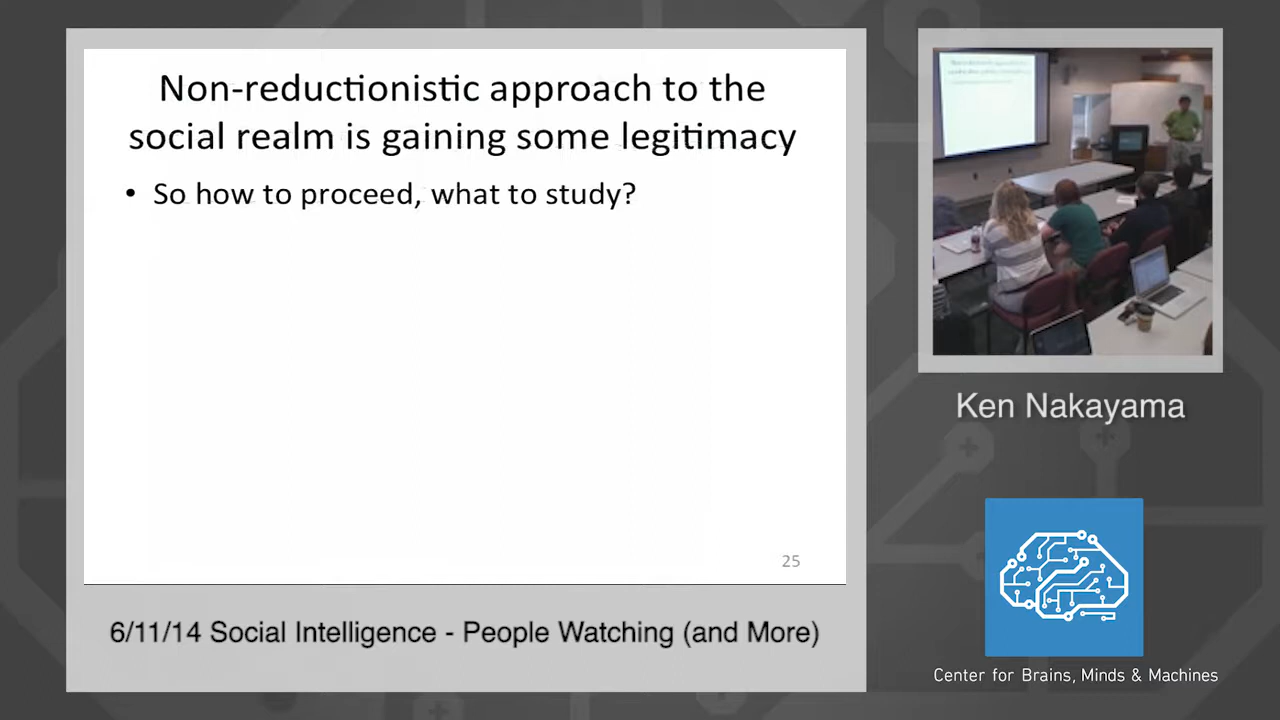 Non-reductionistic approach to the
social realm is gaining some legitimacy
• So how to proceed, what to study?
25
6/11/14 Social Intelligence - People Watching (and More)
Ken Nakayama
Center for Brains, Minds & Machines